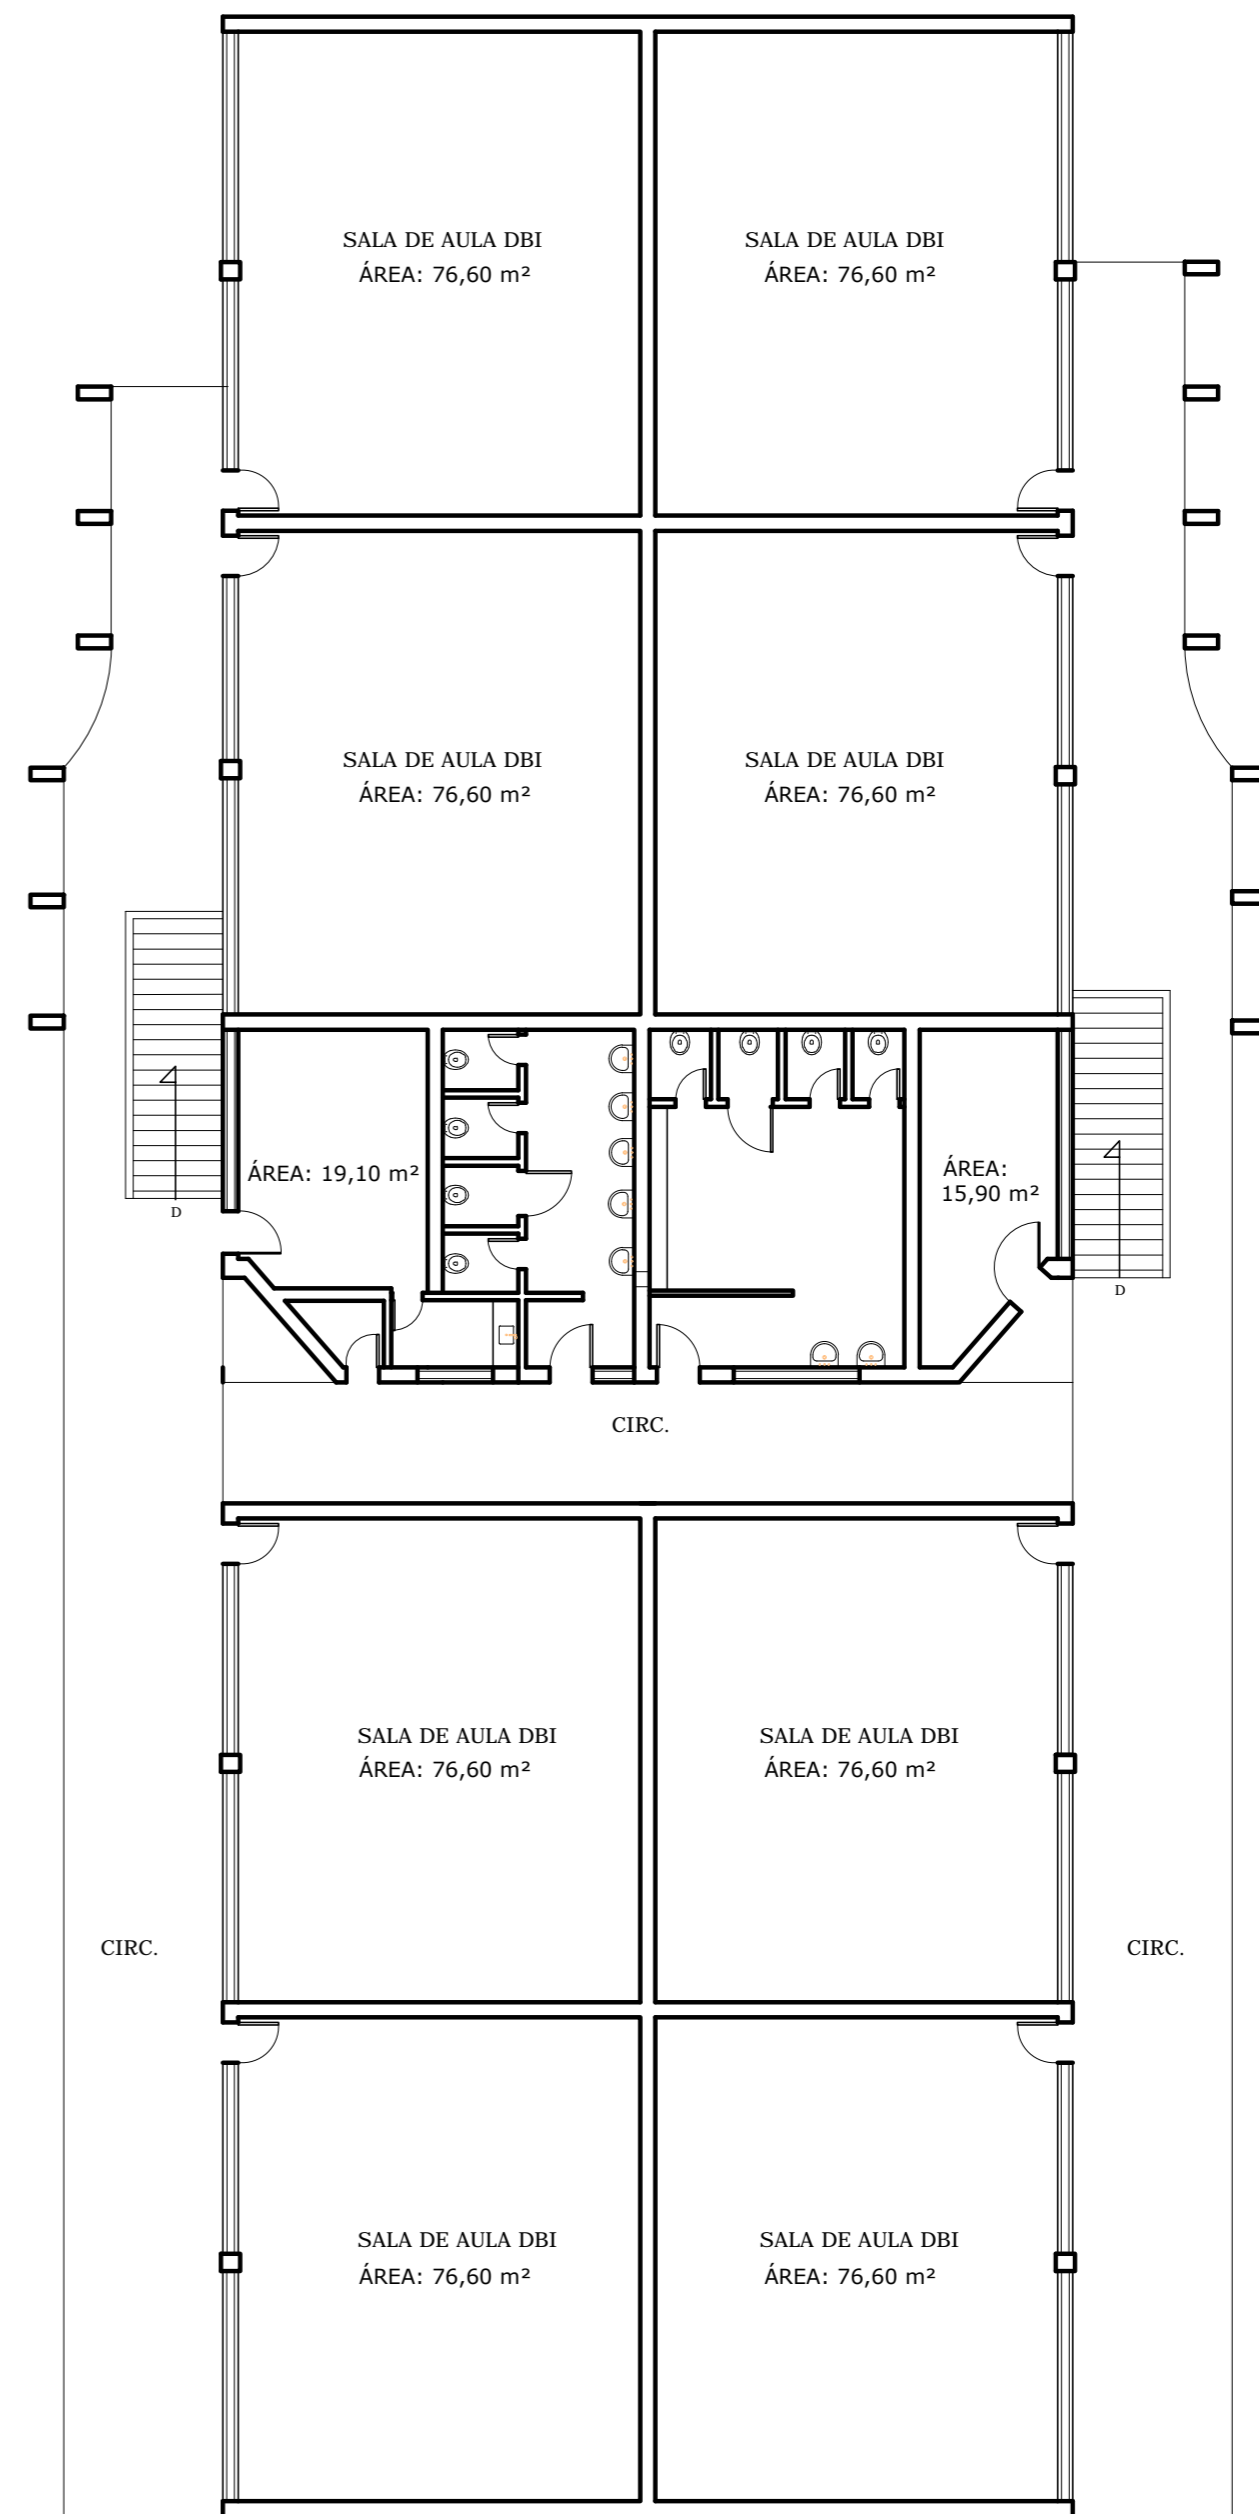 SALA DE AULA DBI
ÁREA: 76,60 m²
SALA DE AULA DBI
ÁREA: 76,60 m²
SALA DE AULA DBI
ÁREA: 76,60 m²
SALA DE AULA DBI
ÁREA: 76,60 m²
ÁREA: 19,10 m²
ÁREA:
15,90 m²
D
D
CIRC.
SALA DE AULA DBI
ÁREA: 76,60 m²
SALA DE AULA DBI
ÁREA: 76,60 m²
CIRC.
CIRC.
SALA DE AULA DBI
ÁREA: 76,60 m²
SALA DE AULA DBI
ÁREA: 76,60 m²